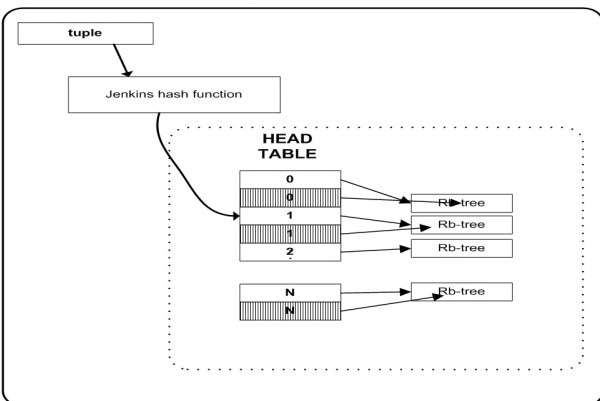 tuple
Jenkins hash function
HEAD
TABLE
0
0
Rb-tree
1
Rb-tree
1
2
Rb-tree
N
Rb-tree
N